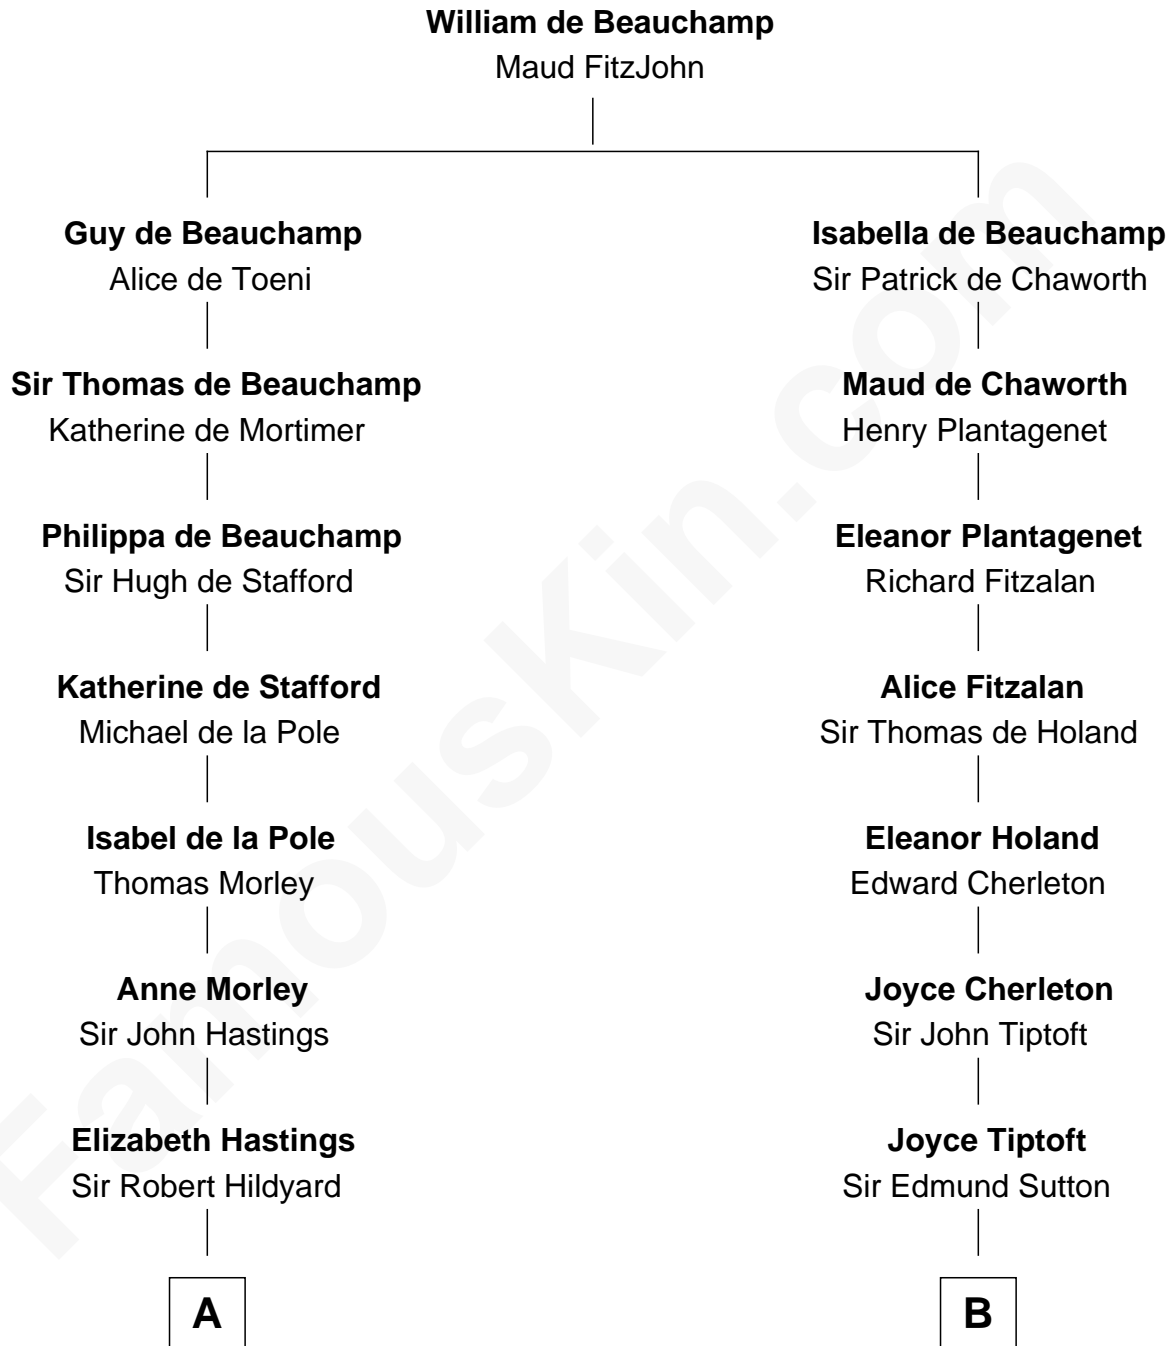 William de Beauchamp
Maud FitzJohn
Guy de Beauchamp
Alice de Toeni
Sir Thomas de Beauchamp
Katherine de Mortimer
Philippa de Beauchamp
Sir Hugh de Stafford
Katherine de Stafford
Michael de la Pole
Isabel de la Pole
Thomas Morley
Anne Morley
Sir John Hastings
Elizabeth Hastings
Sir Robert Hildyard
A
Isabella de Beauchamp
Sir Patrick de Chaworth
Maud de Chaworth
Henry Plantagenet
Eleanor Plantagenet
Richard Fitzalan
Alice Fitzalan
Sir Thomas de Holand
Eleanor Holand
Edward Cherleton
Joyce Cherleton
Sir John Tiptoft
Joyce Tiptoft
Sir Edmund Sutton
B
FamousKin.com